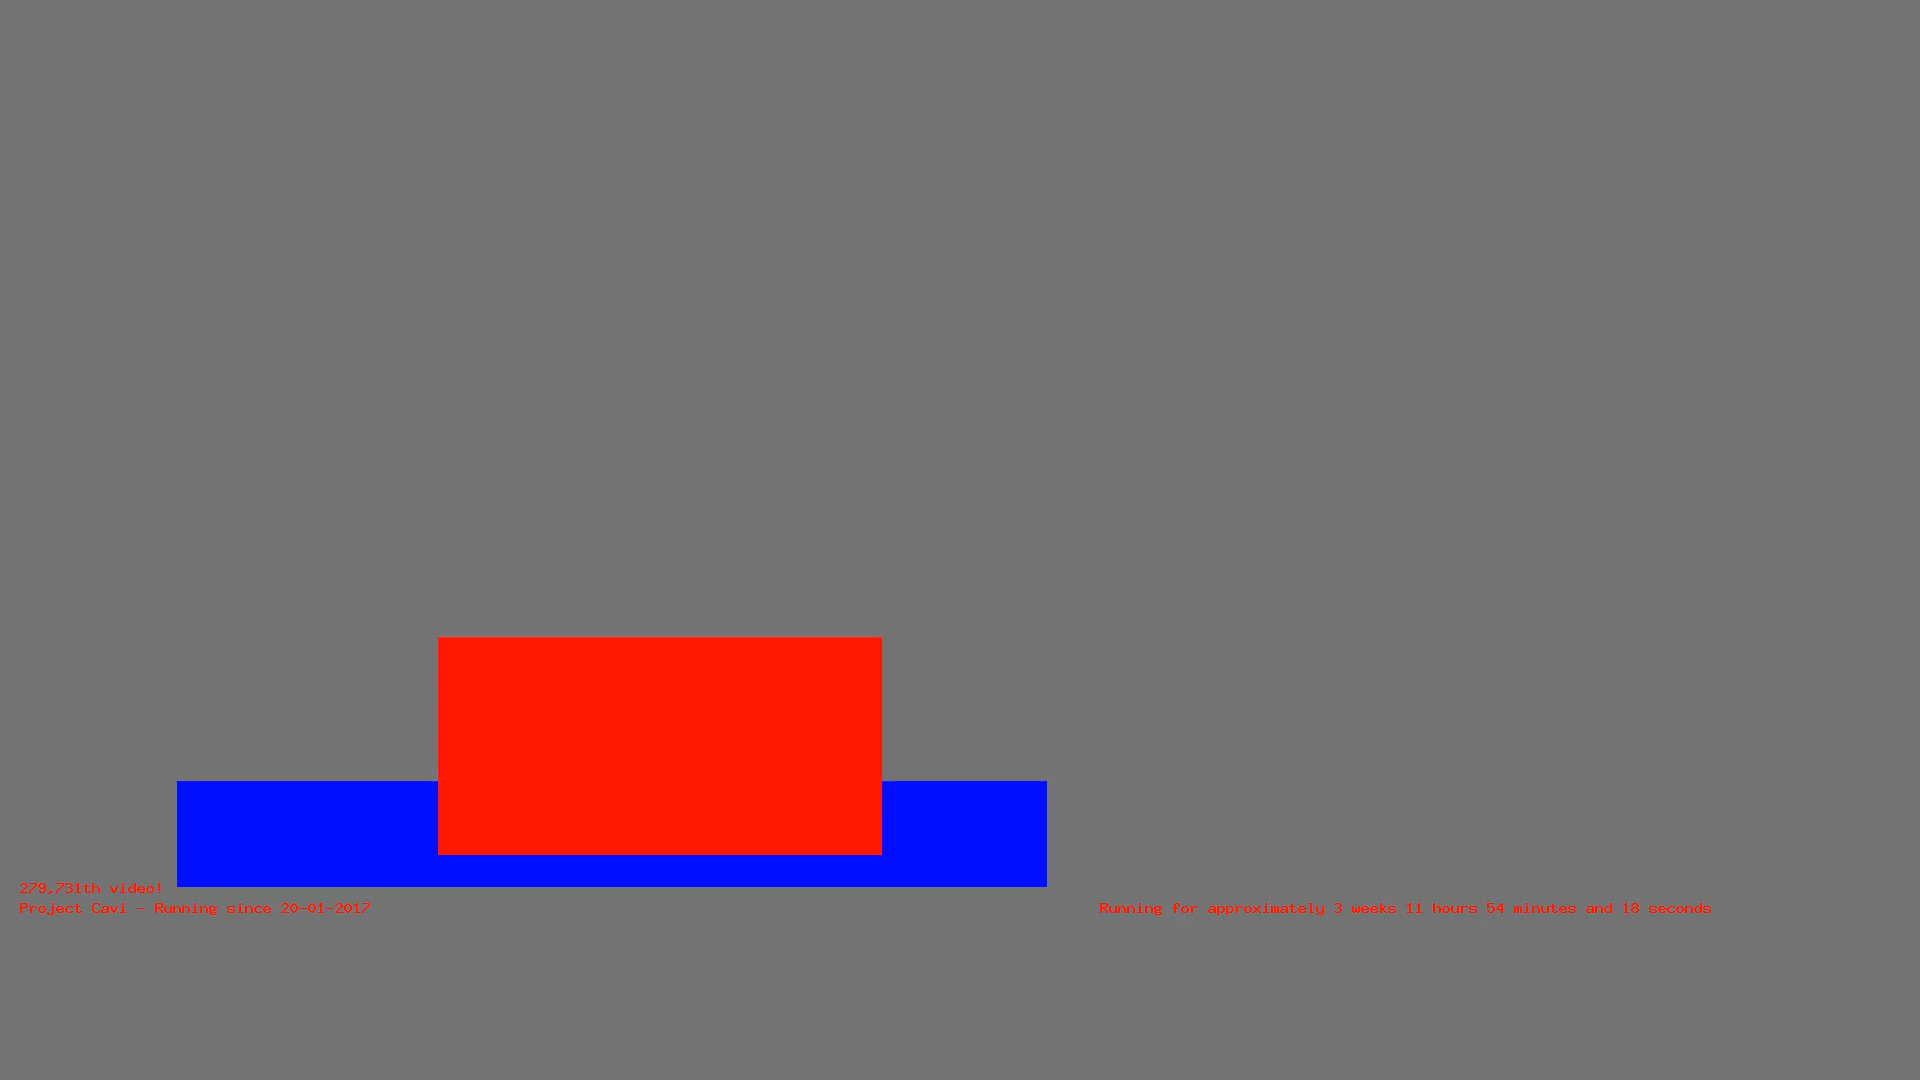 279.731th video!
Project Cavi - Running since 20-01-2017
Running for approximately 3 weeks 11 hours 54 minutes and 18 seconds